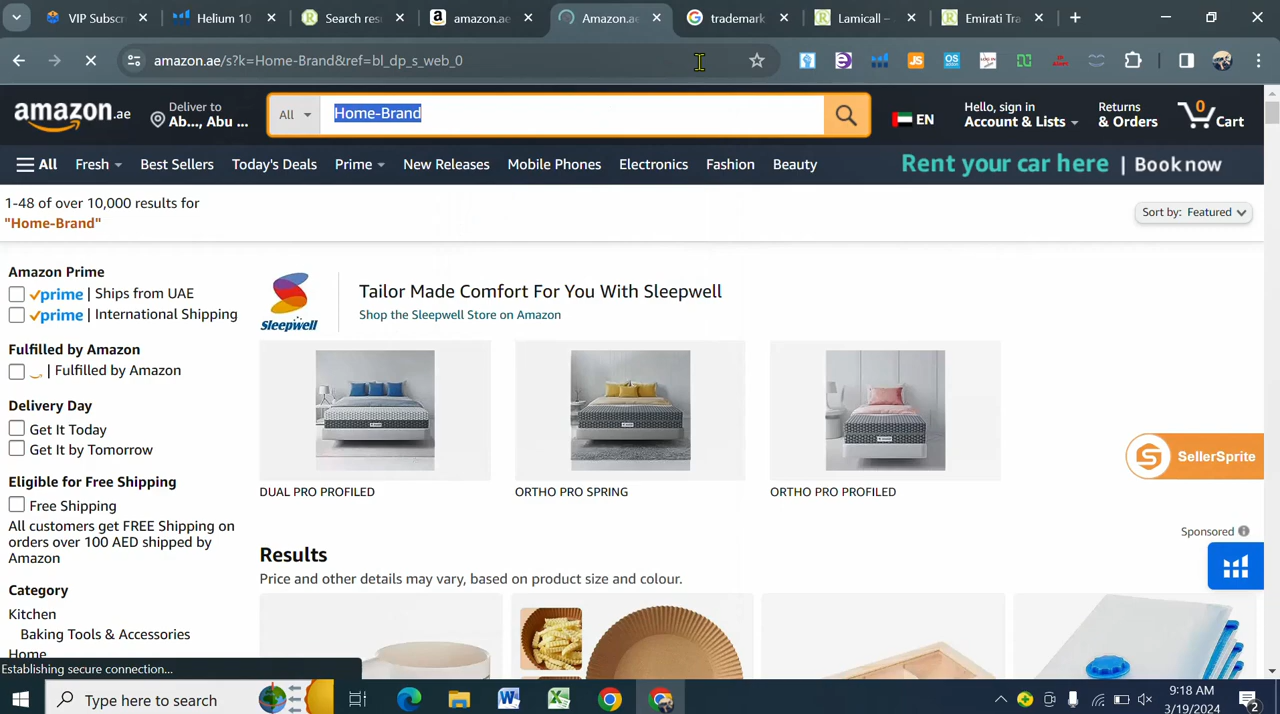 VIP Subscr
Helium 10
Search resu
amazon.ae
Amazon.ae
trademark
Lamicall –
Emirati Tra
amazon.ae/s?k=Home-Brand&ref=bl_dp_s_web_0
amazon.ae
Deliver to
Ab..., Abu ...
All
Home-Brand
EN
Hello, sign in
Account & Lists
Returns
& Orders
0
Cart
All
Fresh
Best Sellers
Today's Deals
Prime
New Releases
Mobile Phones
Electronics
Fashion
Beauty
Rent your car here | Book now
1-48 of over 10,000 results for
"Home-Brand"
Sort by: Featured
Amazon Prime
prime | Ships from UAE
prime | International Shipping
Fulfilled by Amazon
| Fulfilled by Amazon
Delivery Day
Get It Today
Get It by Tomorrow
Eligible for Free Shipping
Free Shipping
All customers get FREE Shipping on
orders over 100 AED shipped by
Amazon
Category
Kitchen
Baking Tools & Accessories
Home
Sleepwell
Tailor Made Comfort For You With Sleepwell
Shop the Sleepwell Store on Amazon
DUAL PRO PROFILED
ORTHO PRO SPRING
ORTHO PRO PROFILED
SellerSprite
Sponsored
Results
Price and other details may vary, based on product size and colour.
Establishing secure connection...
Type here to search
9:18 AM
3/19/2024
2